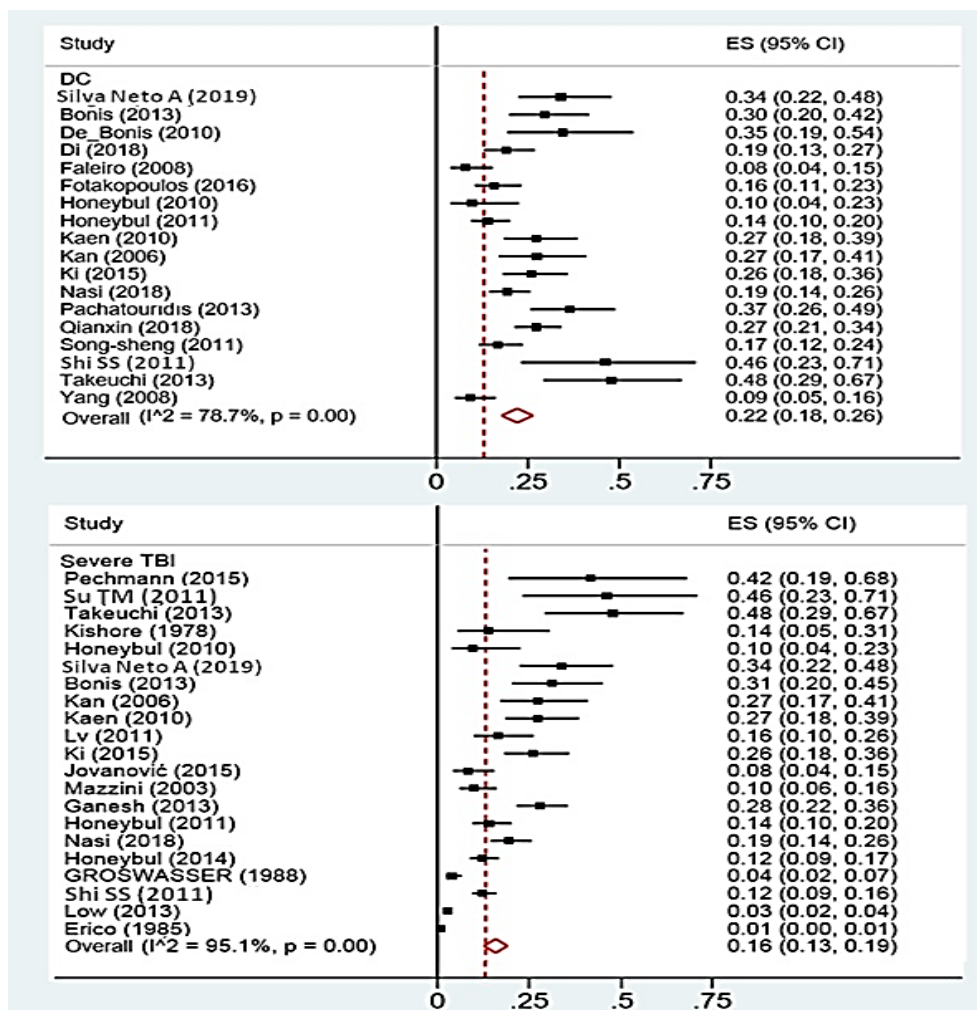 Study ES (95% CI)
DC
Silva Neto A (2019) 0.34 (0.22, 0.48)
Bonis (2013) 0.30 (0.20, 0.42)
De_Bonis (2010) 0.35 (0.19, 0.54)
Di (2018) 0.19 (0.13, 0.27)
Faleiro (2008) 0.08 (0.04, 0.15)
Fotakopoulos (2016) 0.16 (0.11, 0.23)
Honeybul (2010) 0.10 (0.04, 0.23)
Honeybul (2011) 0.14 (0.10, 0.20)
Kaen (2010) 0.27 (0.18, 0.39)
Kan (2006) 0.27 (0.17, 0.41)
Ki (2015) 0.26 (0.18, 0.36)
Nasi (2018) 0.19 (0.14, 0.26)
Pachatouridis (2013) 0.37 (0.26, 0.49)
Qianxin (2018) 0.27 (0.21, 0.34)
Song-sheng (2011) 0.17 (0.12, 0.24)
Shi SS (2011) 0.46 (0.23, 0.71)
Takeuchi (2013) 0.48 (0.29, 0.67)
Yang (2008) 0.09 (0.05, 0.16)
Overall (I^2 = 78.7%, p = 0.00) 0.22 (0.18, 0.26)
0 .25 .5 .75
Study ES (95% CI)
Severe TBI
Pechmann (2015) 0.42 (0.19, 0.68)
Su TM (2011) 0.46 (0.23, 0.71)
Takeuchi (2013) 0.48 (0.29, 0.67)
Kishore (1978) 0.14 (0.05, 0.31)
Honeybul (2010) 0.10 (0.04, 0.23)
Silva Neto A (2019) 0.34 (0.22, 0.48)
Bonis (2013) 0.31 (0.20, 0.45)
Kan (2006) 0.27 (0.17, 0.41)
Kaen (2010) 0.27 (0.18, 0.39)
Lv (2011) 0.16 (0.10, 0.26)
Ki (2015) 0.26 (0.18, 0.36)
Jovanović (2015) 0.08 (0.04, 0.15)
Mazzini (2003) 0.10 (0.06, 0.16)
Ganesh (2013) 0.28 (0.22, 0.36)
Honeybul (2011) 0.14 (0.10, 0.20)
Nasi (2018) 0.19 (0.14, 0.26)
Honeybul (2014) 0.12 (0.09, 0.17)
GROSWASSER (1988) 0.04 (0.02, 0.07)
Shi SS (2011) 0.12 (0.09, 0.16)
Low (2013) 0.03 (0.02, 0.04)
Erico (1985) 0.01 (0.00, 0.01)
Overall (I^2 = 95.1%, p = 0.00) 0.16 (0.13, 0.19)
0 .25 .5 .75